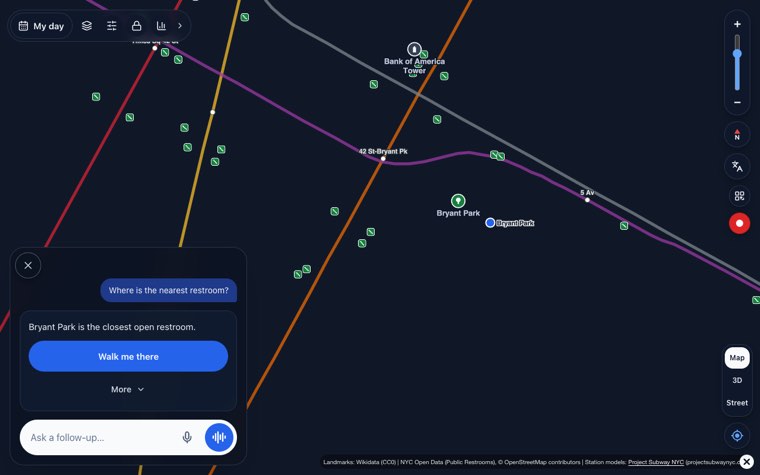 My day
Bank of America
Tower
42 St-Bryant Pk
5 Av
Bryant Park
Bryant Park
N
Where is the nearest restroom?
Bryant Park is the closest open restroom.
Walk me there
More
Ask a follow-up...
Map
3D
Street
Landmarks: Wikidata (CC0) | NYC Open Data (Public Restrooms), © OpenStreetMap contributors | Station models: Project Subway NYC (projectsubwaynyc.c